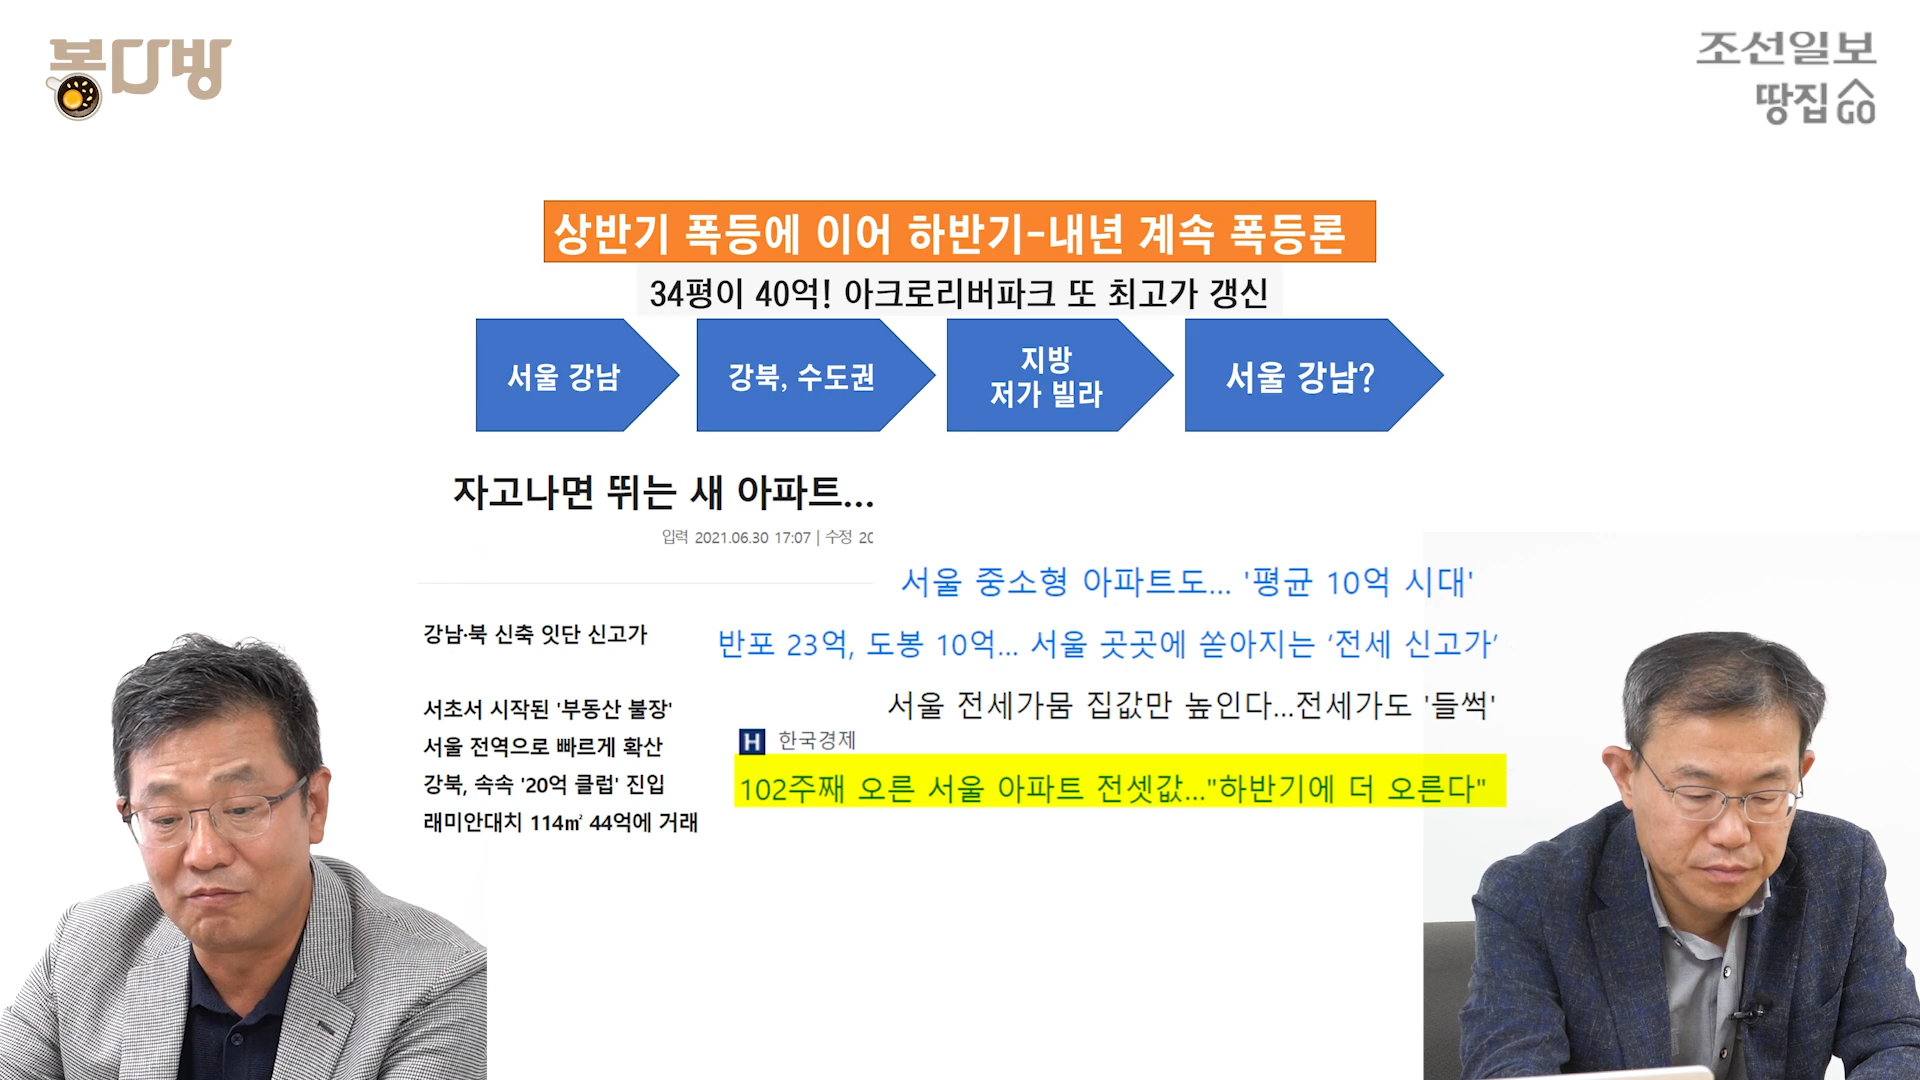 봉다방
조선일보
땅집GO
상반기 폭등에 이어 하반기-내년 계속 폭등론
34평이 40억! 아크로리버파크 또 최고가 갱신
서울 강남
강북, 수도권
지방
저가 빌라
서울 강남?
자고나면 뛰는 새 아파트...
입력 2021.06.30 17:07 | 수정 20
강남·북 신축 잇단 신고가
서초서 시작된 '부동산 불장'
서울 전역으로 빠르게 확산
강북, 속속 '20억 클럽' 진입
래미안대치 114㎡ 44억에 거래
서울 중소형 아파트도... '평균 10억 시대'
반포 23억, 도봉 10억... 서울 곳곳에 쏟아지는 ‘전세 신고가’
서울 전세가뭄 집값만 높인다...전세가도 '들썩'
H 한국경제
102주째 오른 서울 아파트 전셋값..."하반기에 더 오른다"